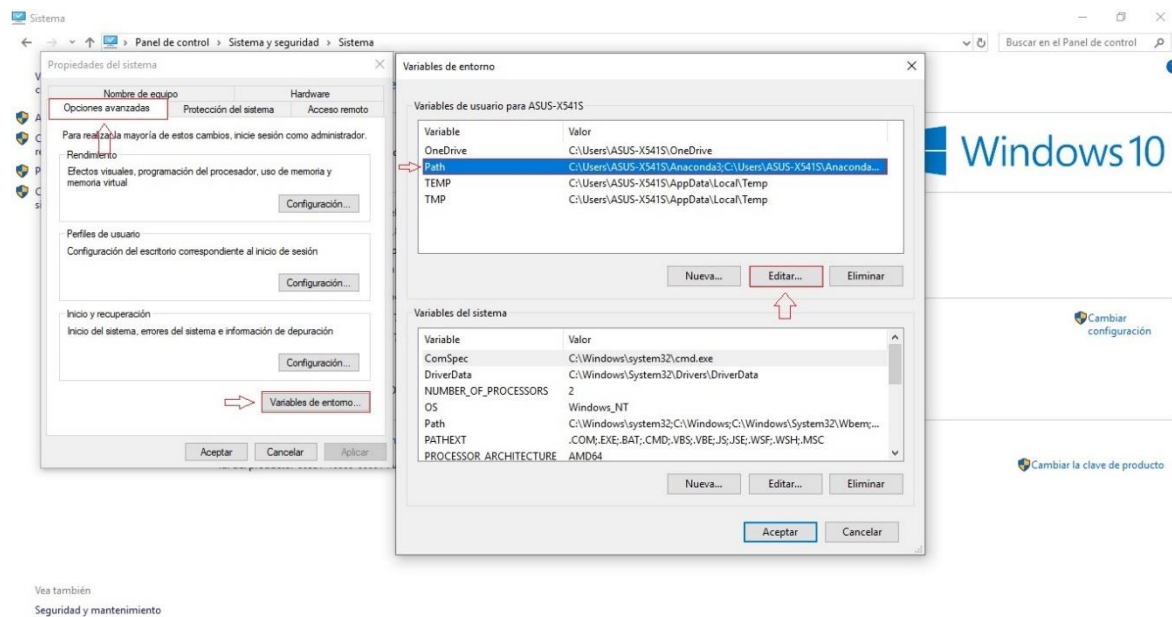 Sistema
Panel de control > Sistema y seguridad > Sistema
Buscar en el Panel de control
Propiedades del sistema
Nombre de equipo
Hardware
Opciones avanzadas
Protección del sistema
Acceso remoto
Para realizar la mayoría de estos cambios, inicie sesión como administrador.
Rendimiento
Efectos visuales, programación del procesador, uso de memoria y
memoria virtual
Configuración...
Perfiles de usuario
Configuración del escritorio correspondiente al inicio de sesión
Configuración...
Inicio y recuperación
Inicio del sistema, errores del sistema e información de depuración
Configuración...
Variables de entorno...
Aceptar
Cancelar
Aplicar
Variables de entorno
Variables de usuario para ASUS-X541S
Variable Valor
OneDrive C:\Users\ASUS-X541S\OneDrive
Path C:\Users\ASUS-X541S\Anaconda3;C:\Users\ASUS-X541S\Anaconda...
TEMP C:\Users\ASUS-X541S\AppData\Local\Temp
TMP C:\Users\ASUS-X541S\AppData\Local\Temp
Nueva...
Editar...
Eliminar
Variables del sistema
Variable Valor
ComSpec C:\Windows\system32\cmd.exe
DriverData C:\Windows\System32\Drivers\DriverData
NUMBER_OF_PROCESSORS 2
OS Windows_NT
Path C:\Windows\system32;C:\Windows;C:\Windows\System32\Wbem;...
PATHEXT .COM;.EXE;.BAT;.CMD;.VBS;.VBE;.JS;.JSE;.WSF;.WSH;.MSC
PROCESSOR_ARCHITECTURE AMD64
Nueva...
Editar...
Eliminar
Aceptar
Cancelar
Windows 10
Cambiar
configuración
Cambiar la clave de producto
Vea también
Seguridad y mantenimiento